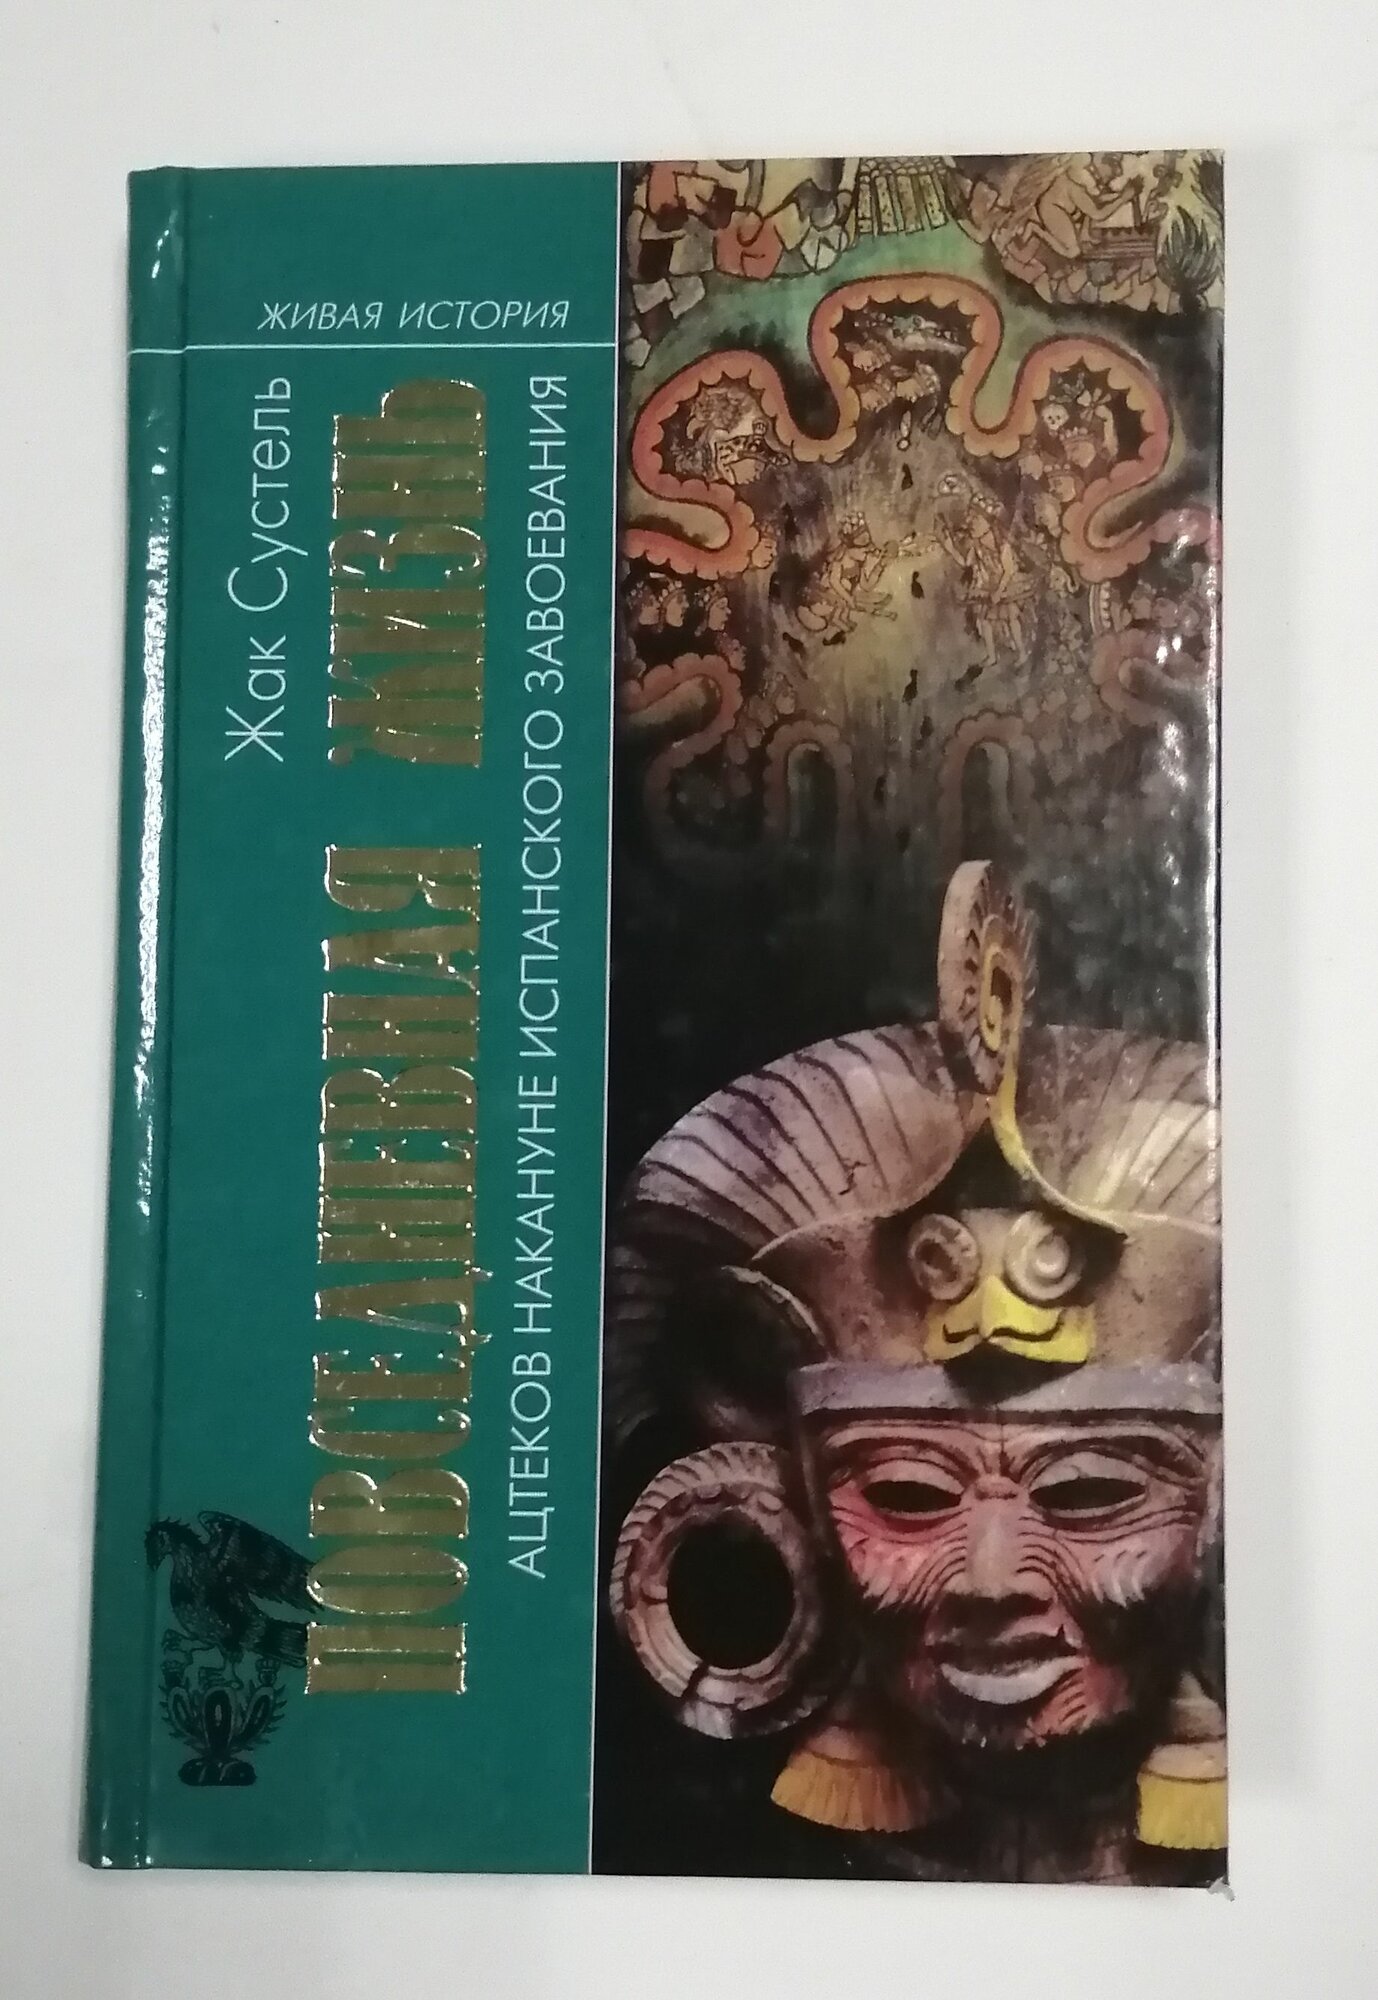 ЖИВАЯ ИСТОРИЯ
Жак Сустель
ПОВСЕДНЕВНАЯ ЖИЗНЬ
АЦТЕКОВ НАКАНУНЕ ИСПАНСКОГО ЗАВОЕВАНИЯ